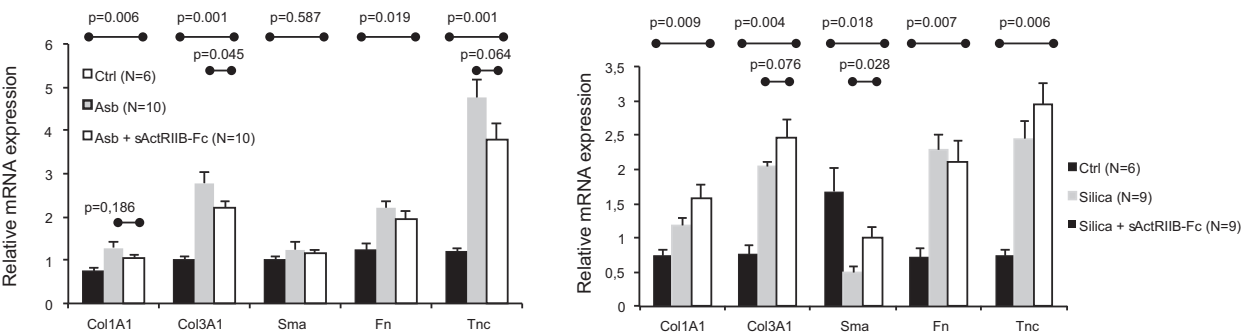 p=0.006 p=0.001 p=0.587 p=0.019 p=0.001
p=0.045
p=0.064
p=0,186
Relative mRNA expression
6
5
4
3
2
1
0
Ctrl (N=6)
Asb (N=10)
Asb + sActRIIB-Fc (N=10)
Col1A1 Col3A1 Sma Fn Tnc
p=0.009 p=0.004 p=0.018 p=0.007 p=0.006
p=0.076 p=0.028
Relative mRNA expression
3,5
3
2,5
2
1,5
1
0,5
0
Ctrl (N=6)
Silica (N=9)
Silica + sActRIIB-Fc (N=9)
Col1A1 Col3A1 Sma Fn Tnc